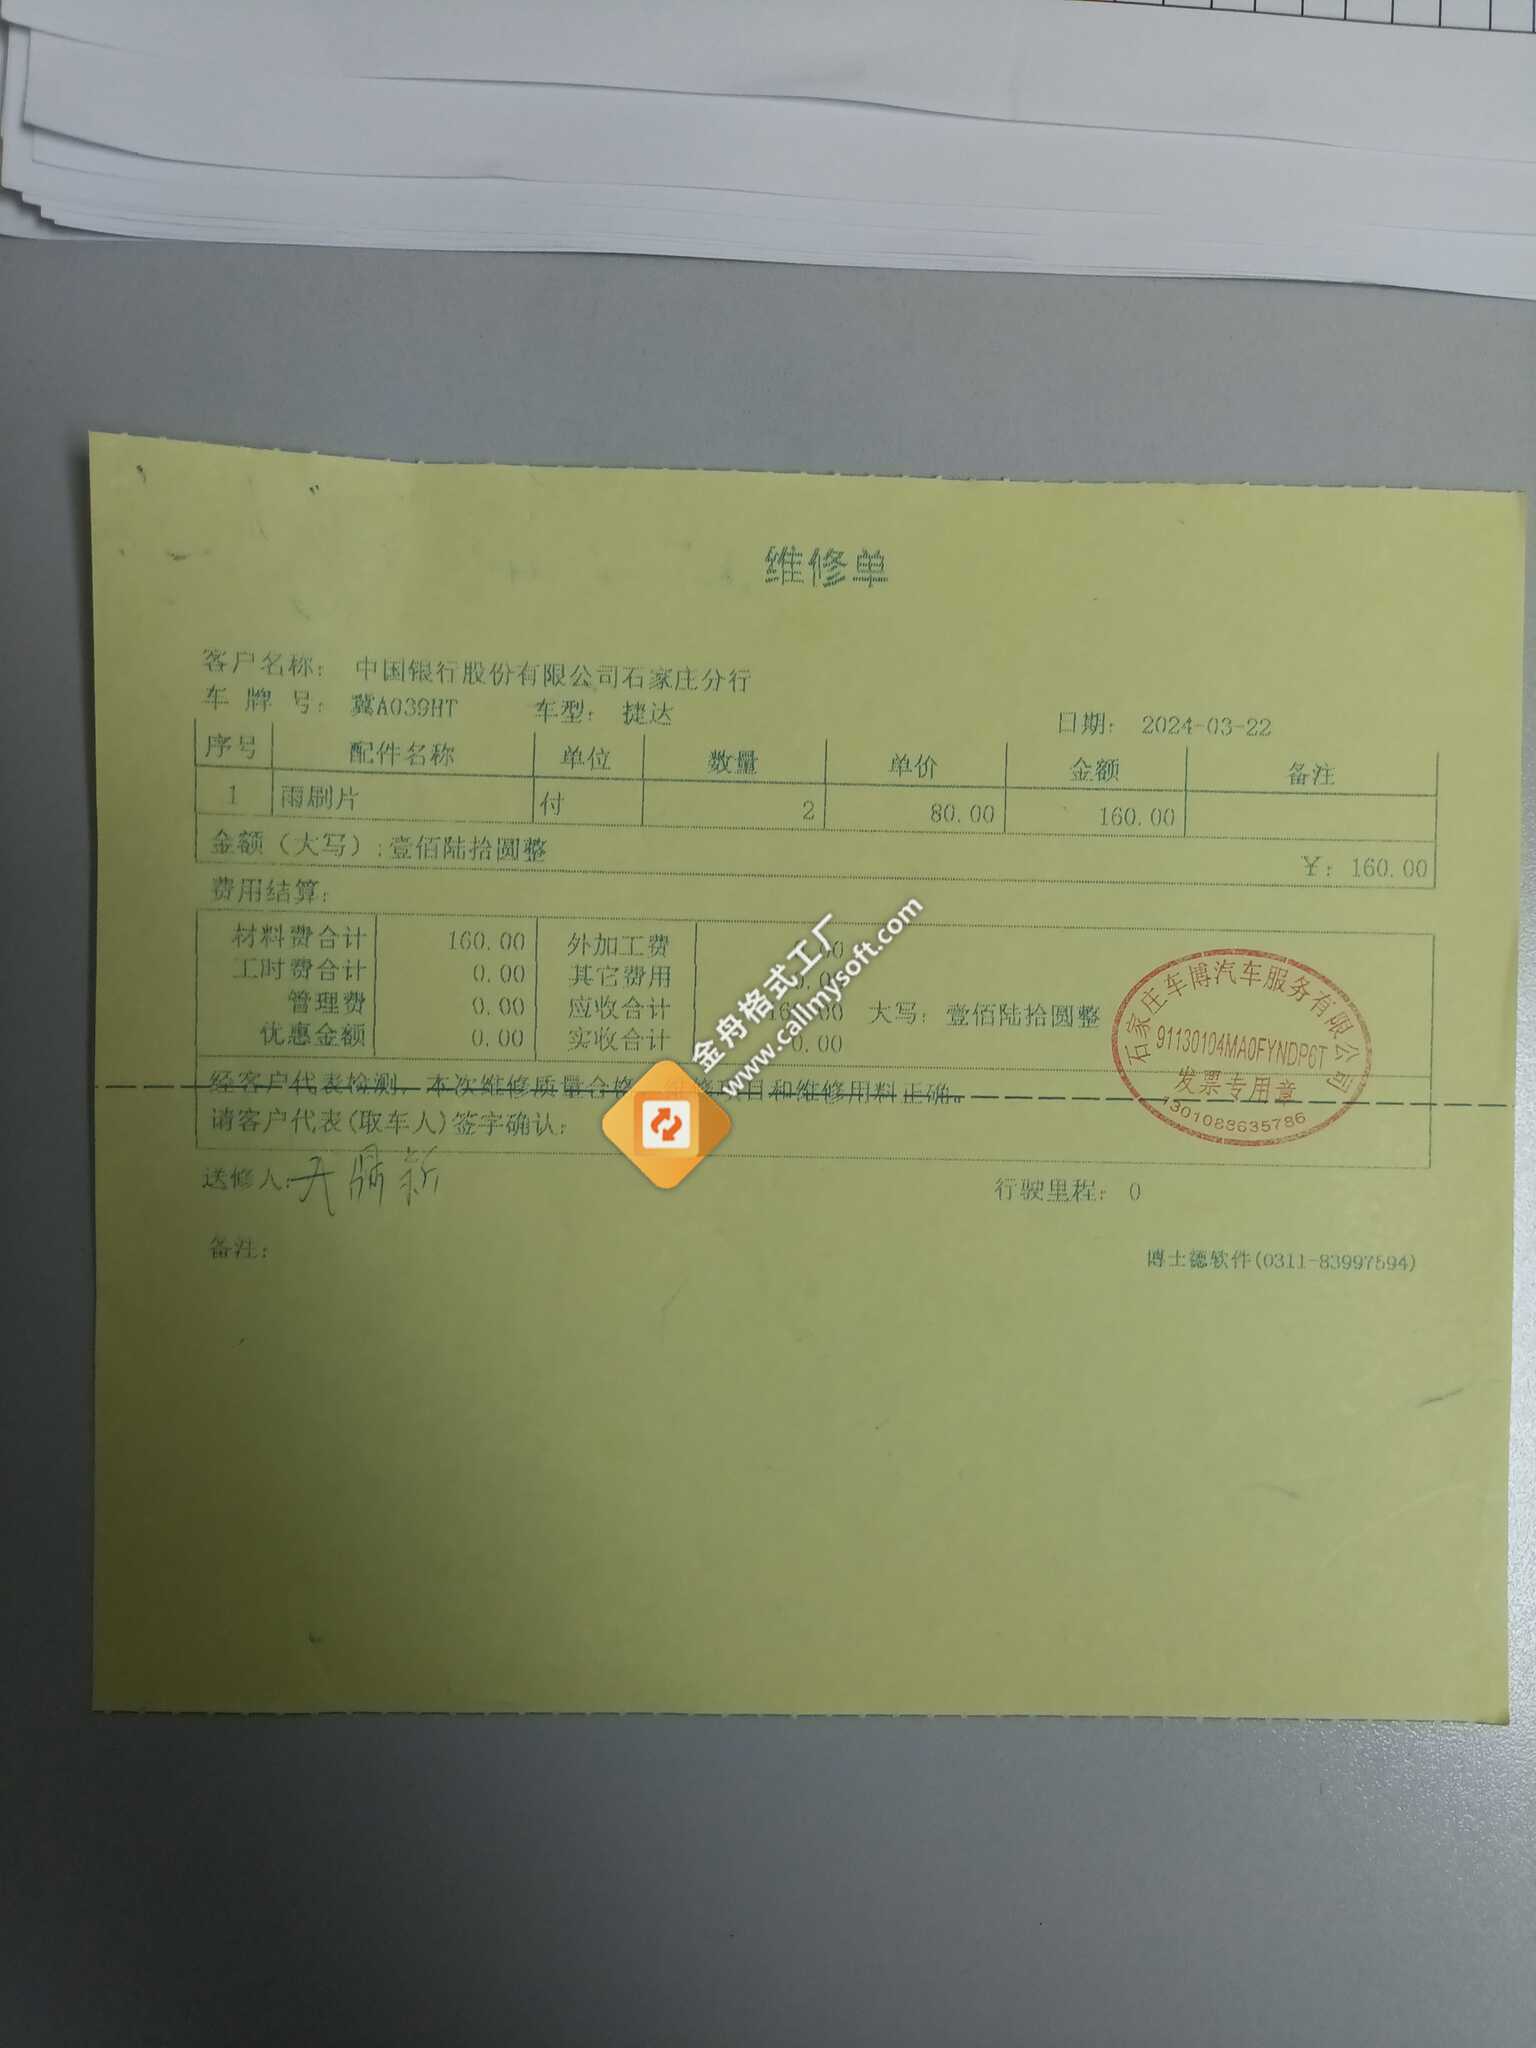 维修单
客户名称： 中国银行股份有限公司石家庄分行
车 牌 号： 冀A039HT 车型： 捷达 日期： 2024-03-22
序号 配件名称 单位 数量 单价 金额 备注
1 雨刷片 付 2 80.00 160.00
金额（大写）:壹佰陆拾圆整 ￥：160.00
费用结算：
材料费合计 160.00 外加工费 .00
工时费合计 0.00 其它费用 0.0
管理费 0.00 应收合计 16 .00 大写：壹佰陆拾圆整
优惠金额 0.00 实收合计 0.00
经客户代表检测，本次维修质量合格 维修项目和维修用料正确。
请客户代表(取车人)签字确认：
送修人： 行驶里程： 0
备注： 博士德软件(0311-83997594)
石家庄车博汽车服务有限公司
91130104MA0FYNDP6T
发票专用章
1301088635786
金舟格式工厂
www.callmysoft.com